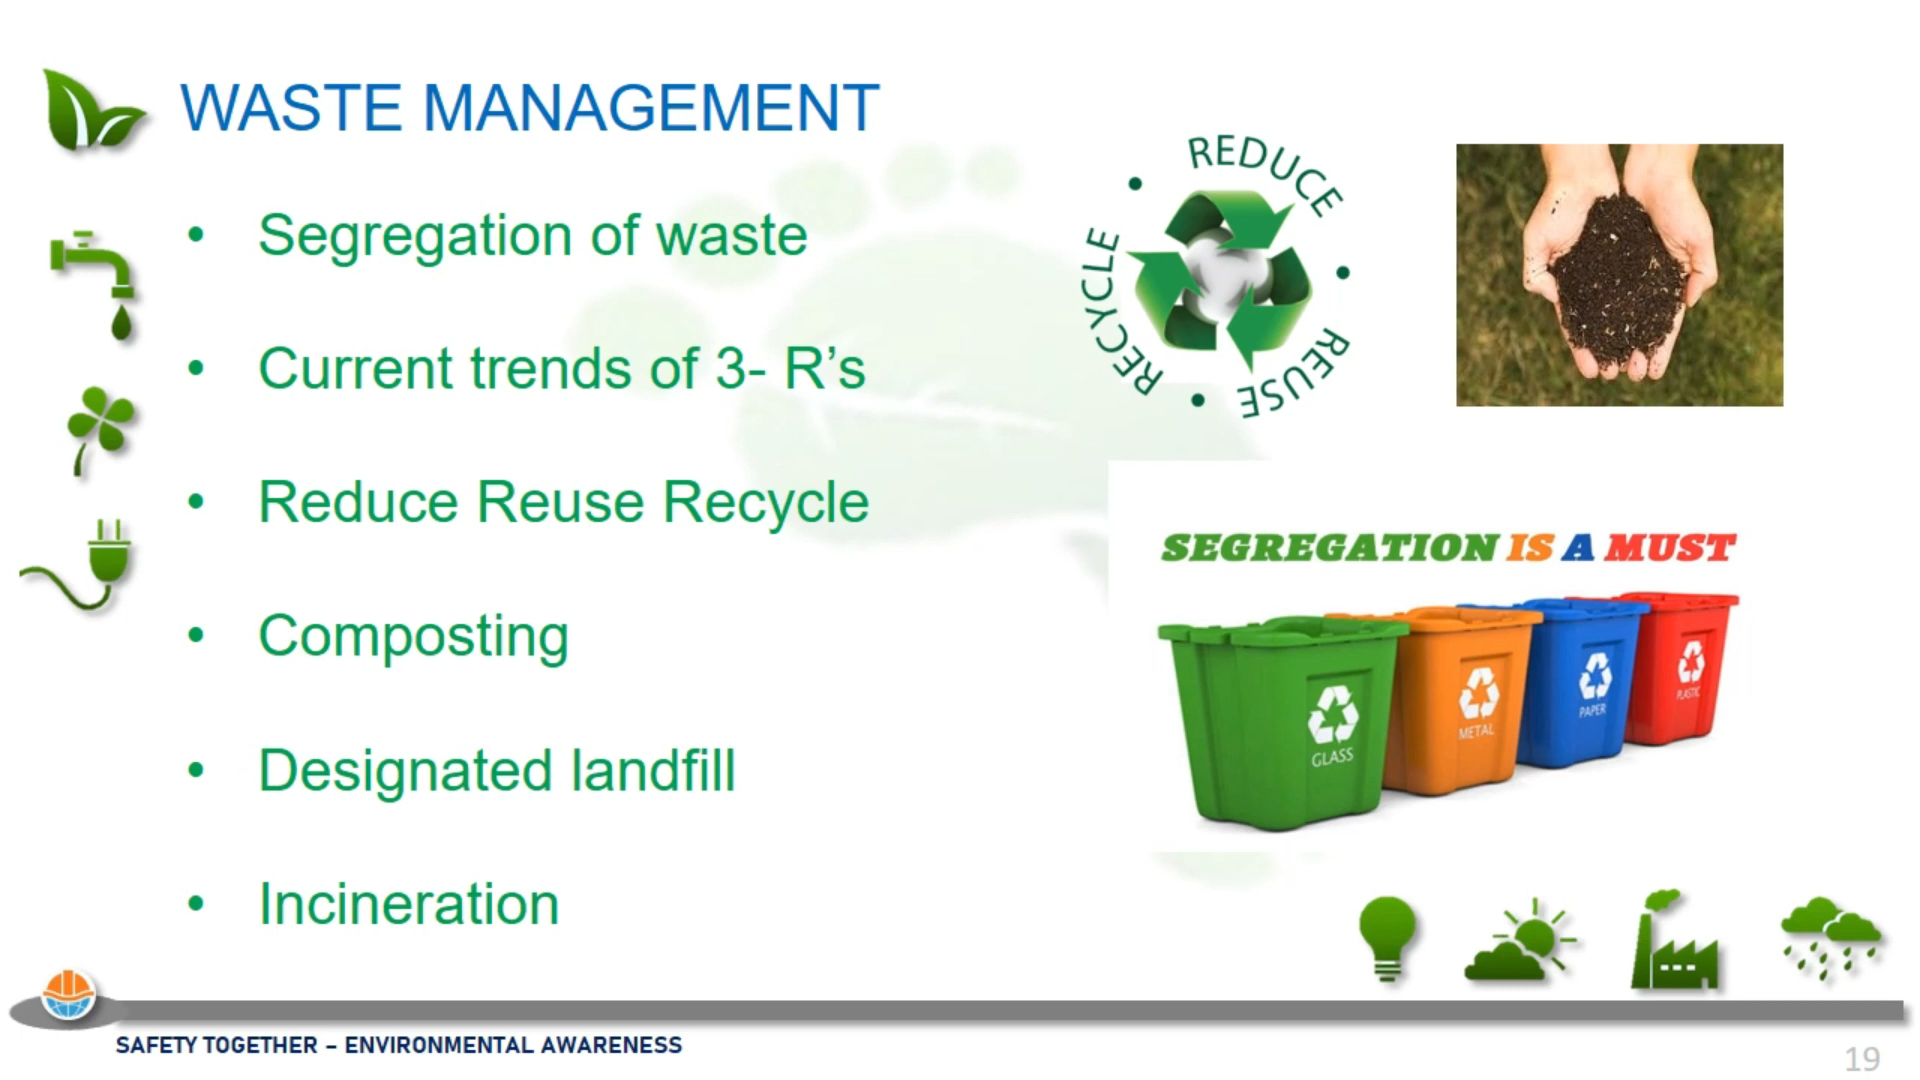 WASTE MANAGEMENT
• Segregation of waste
• Current trends of 3- R’s
• Reduce Reuse Recycle
• Composting
• Designated landfill
• Incineration
REDUCE
REUSE
RECYCLE
SEGREGATION IS A MUST
GLASS
METAL
PAPER
PLASTIC
SAFETY TOGETHER – ENVIRONMENTAL AWARENESS
19